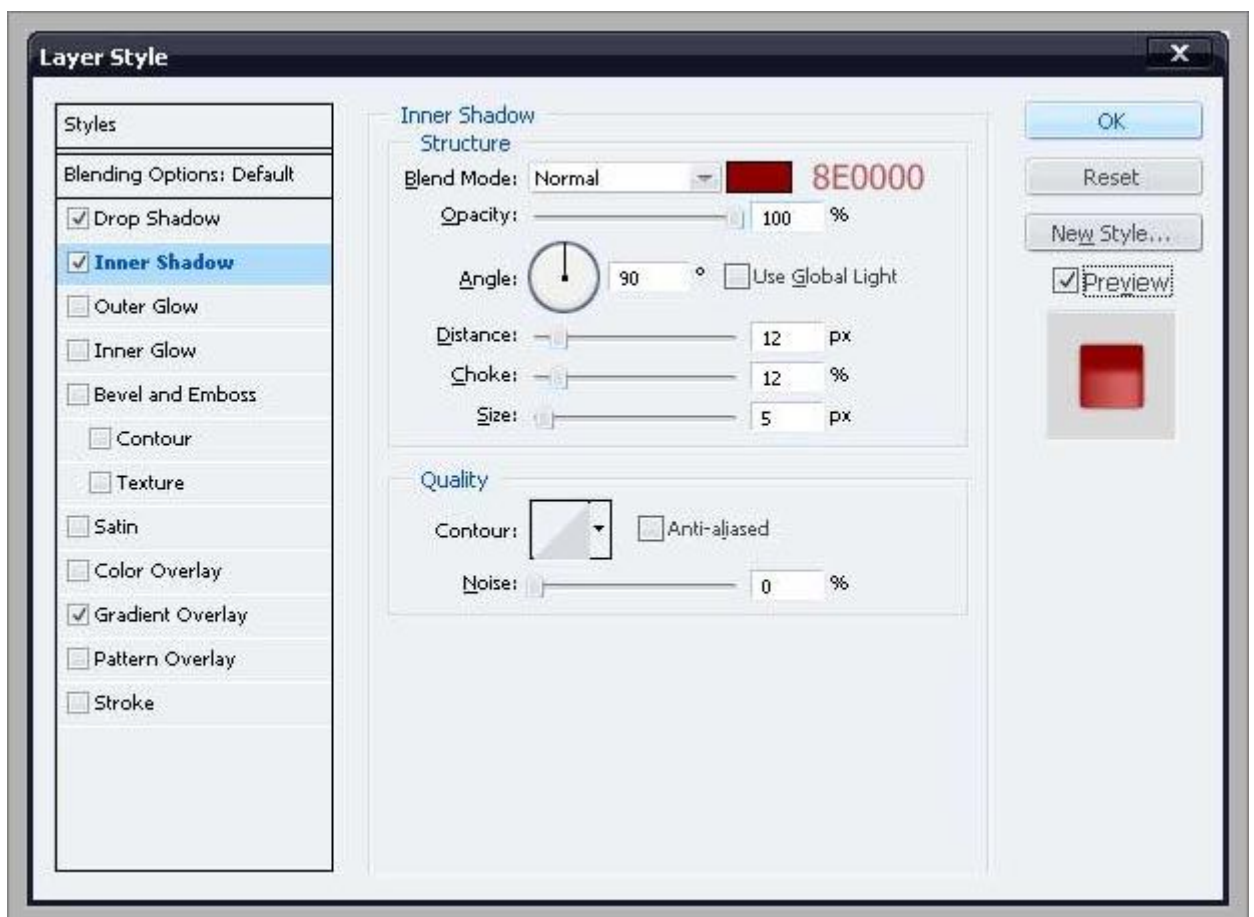 Layer Style
X
Styles
Blending Options: Default
Drop Shadow
Inner Shadow
Outer Glow
Inner Glow
Bevel and Emboss
Contour
Texture
Satin
Color Overlay
Gradient Overlay
Pattern Overlay
Stroke
Inner Shadow
Structure
Blend Mode: Normal 8E0000
Opacity: 100 %
Angle: 90 ° Use Global Light
Distance: 12 px
Choke: 12 %
Size: 5 px
Quality
Contour: Anti-aliased
Noise: 0 %
OK
Reset
New Style...
Preview